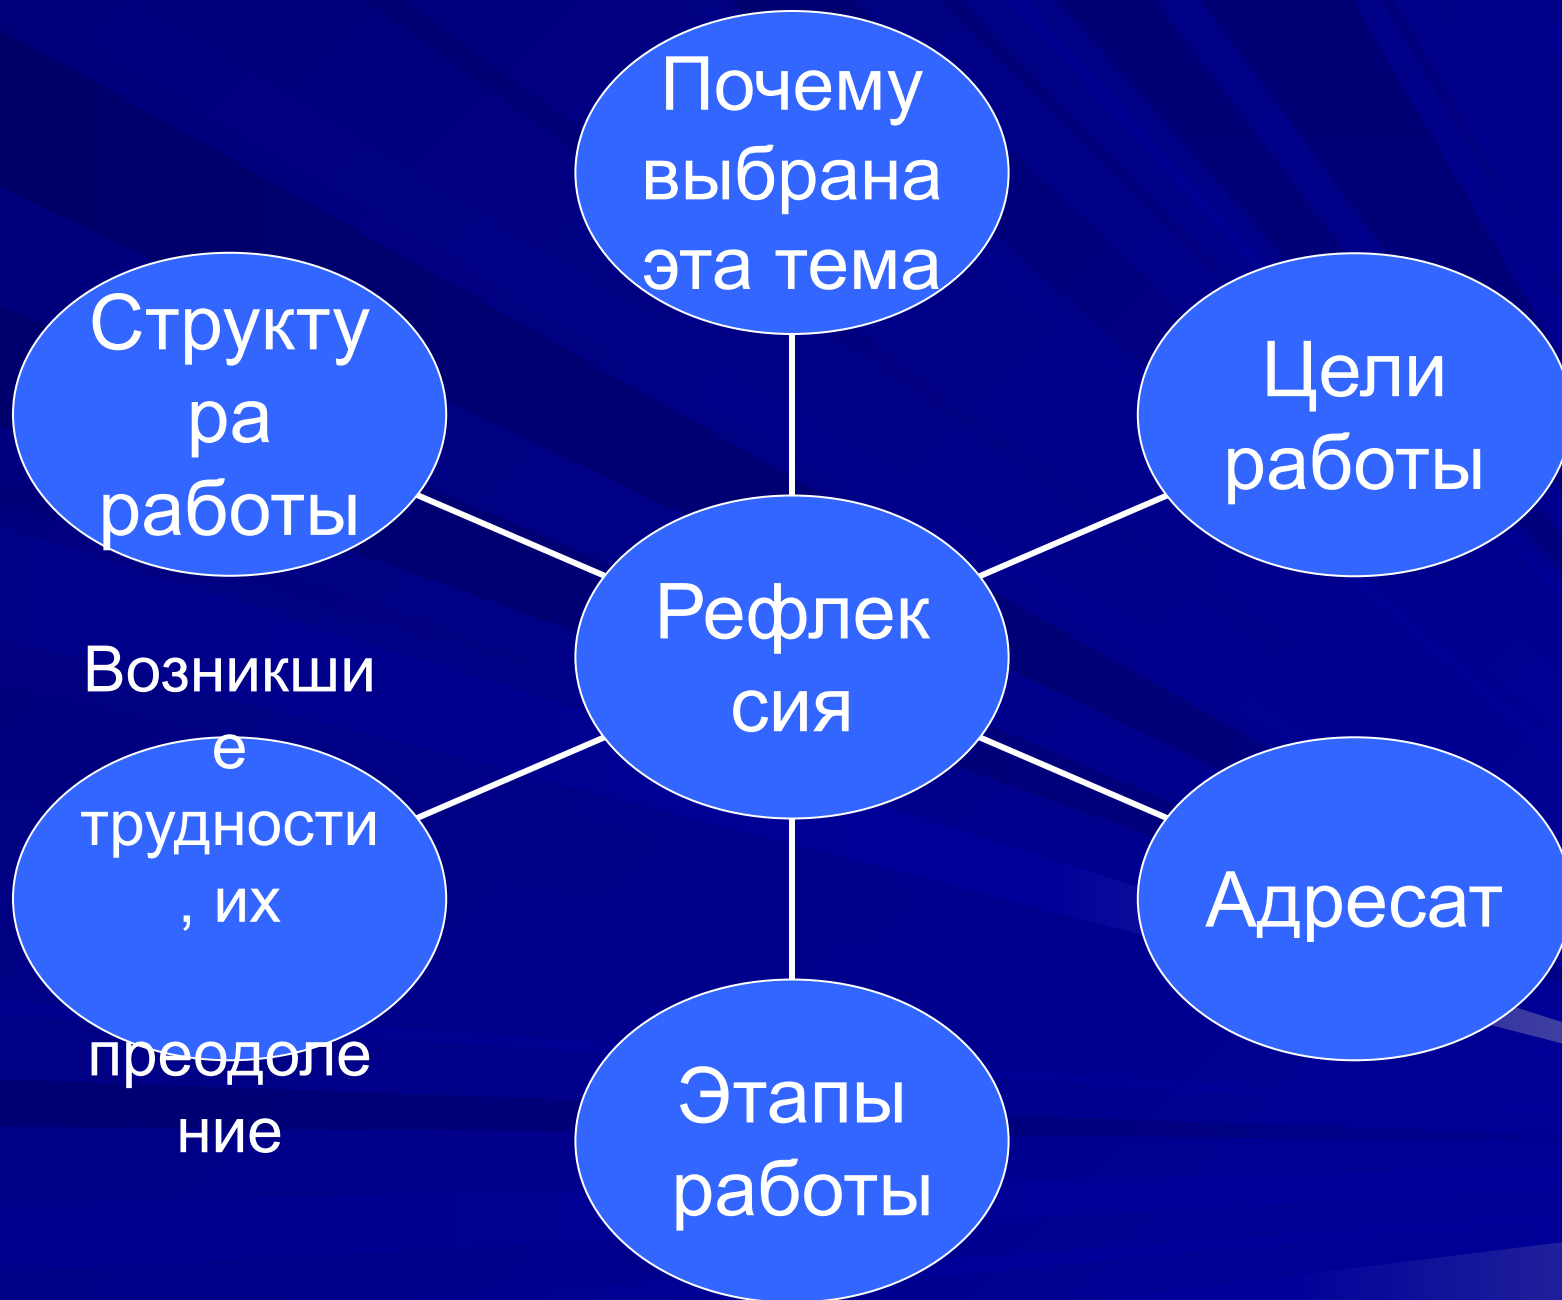 Почему
выбрана
эта тема
Структу
ра
работы
Цели
работы
Рефлек
сия
Возникши
е
трудности
, их
преодоле
ние
Адресат
Этапы
работы